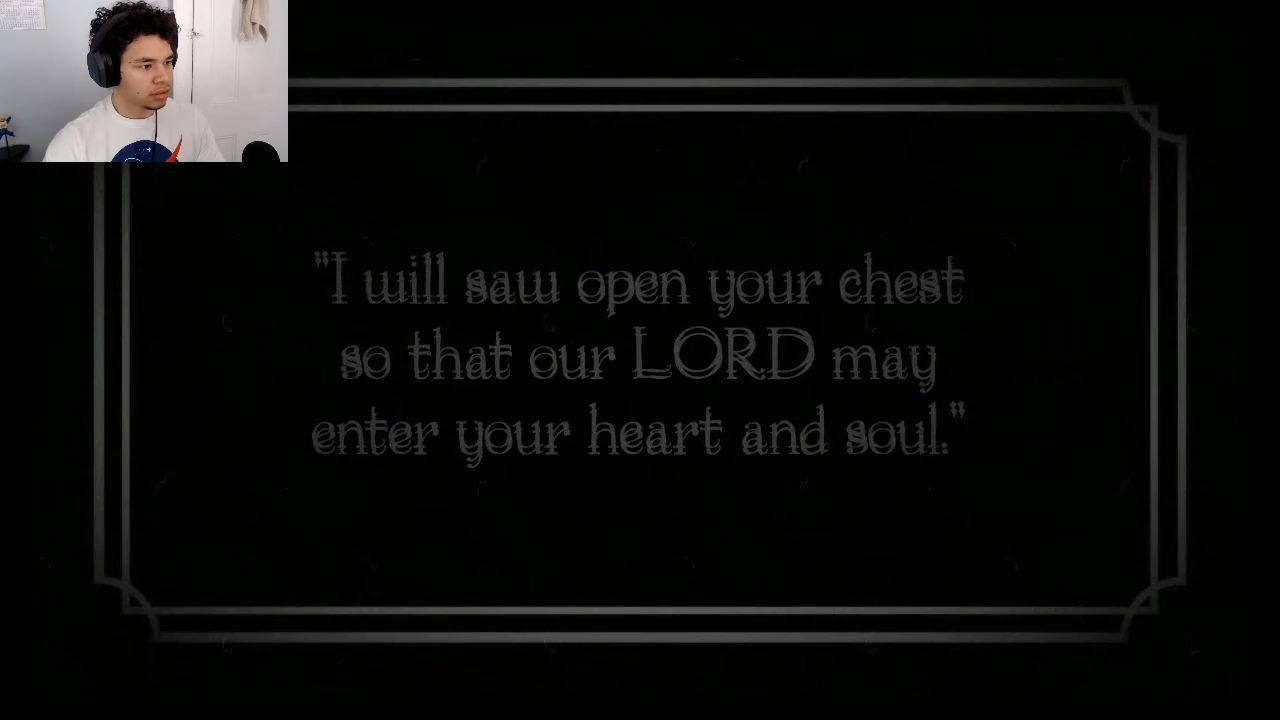 "I will saw open your chest
so that our LORD may
enter your heart and soul."